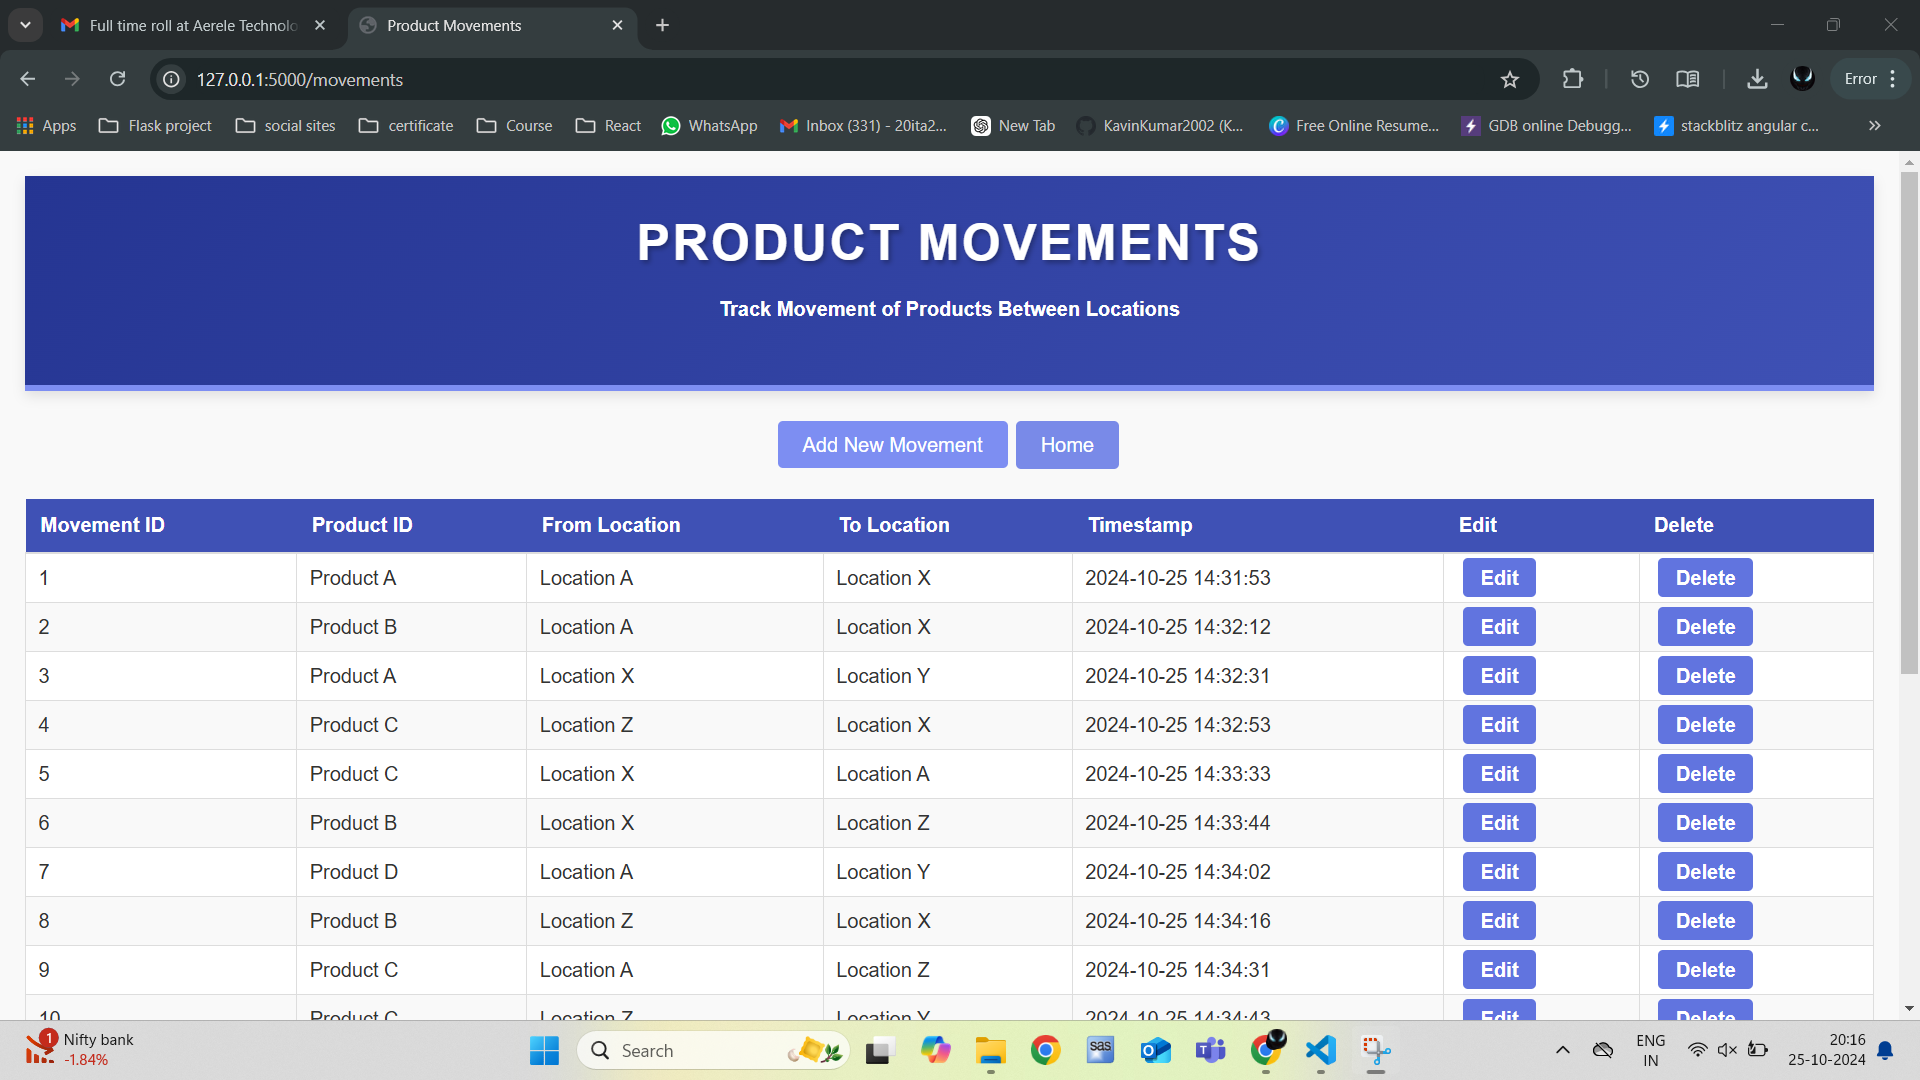 Full time roll at Aerele Technolo
Product Movements
127.0.0.1:5000/movements
Error
Apps
Flask project
social sites
certificate
Course
React
WhatsApp
Inbox (331) - 20ita2...
New Tab
KavinKumar2002 (K...
Free Online Resume...
GDB online Debugg...
stackblitz angular c...
PRODUCT MOVEMENTS
Track Movement of Products Between Locations
Add New Movement Home
Movement ID Product ID From Location To Location Timestamp Edit Delete
1 Product A Location A Location X 2024-10-25 14:31:53 Edit Delete
2 Product B Location A Location X 2024-10-25 14:32:12 Edit Delete
3 Product A Location X Location Y 2024-10-25 14:32:31 Edit Delete
4 Product C Location Z Location X 2024-10-25 14:32:53 Edit Delete
5 Product C Location X Location A 2024-10-25 14:33:33 Edit Delete
6 Product B Location X Location Z 2024-10-25 14:33:44 Edit Delete
7 Product D Location A Location Y 2024-10-25 14:34:02 Edit Delete
8 Product B Location Z Location X 2024-10-25 14:34:16 Edit Delete
9 Product C Location A Location Z 2024-10-25 14:34:31 Edit Delete
10 Product C Location Z Location Y 2024-10-25 14:34:43 Edit Delete
1
Nifty bank
-1.84%
Search
sas
ENG
IN
20:16
25-10-2024